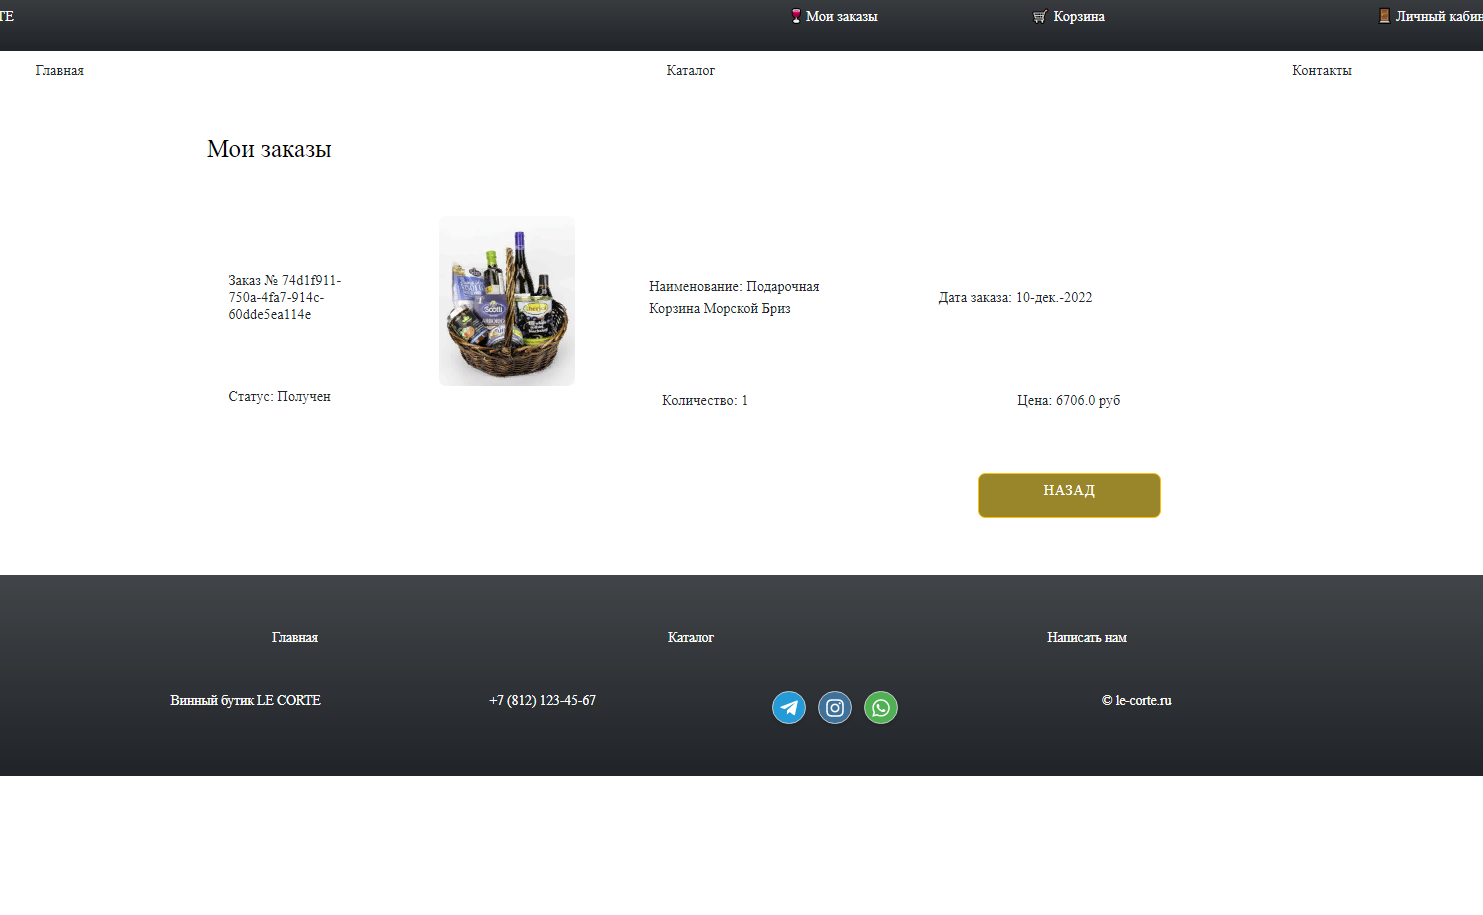 TE
Мои заказы
Корзина
Личный кабин
Главная
Каталог
Контакты
Мои заказы
Заказ № 74d1f911-
750a-4fa7-914c-
60dde5ea114e
Scotti
Наименование: Подарочная
Корзина Морской Бриз
Дата заказа: 10-дек.-2022
Статус: Получен
Количество: 1
Цена: 6706.0 руб
НАЗАД
Главная
Каталог
Написать нам
Винный бутик LE CORTE
+7 (812) 123-45-67
© le-corte.ru